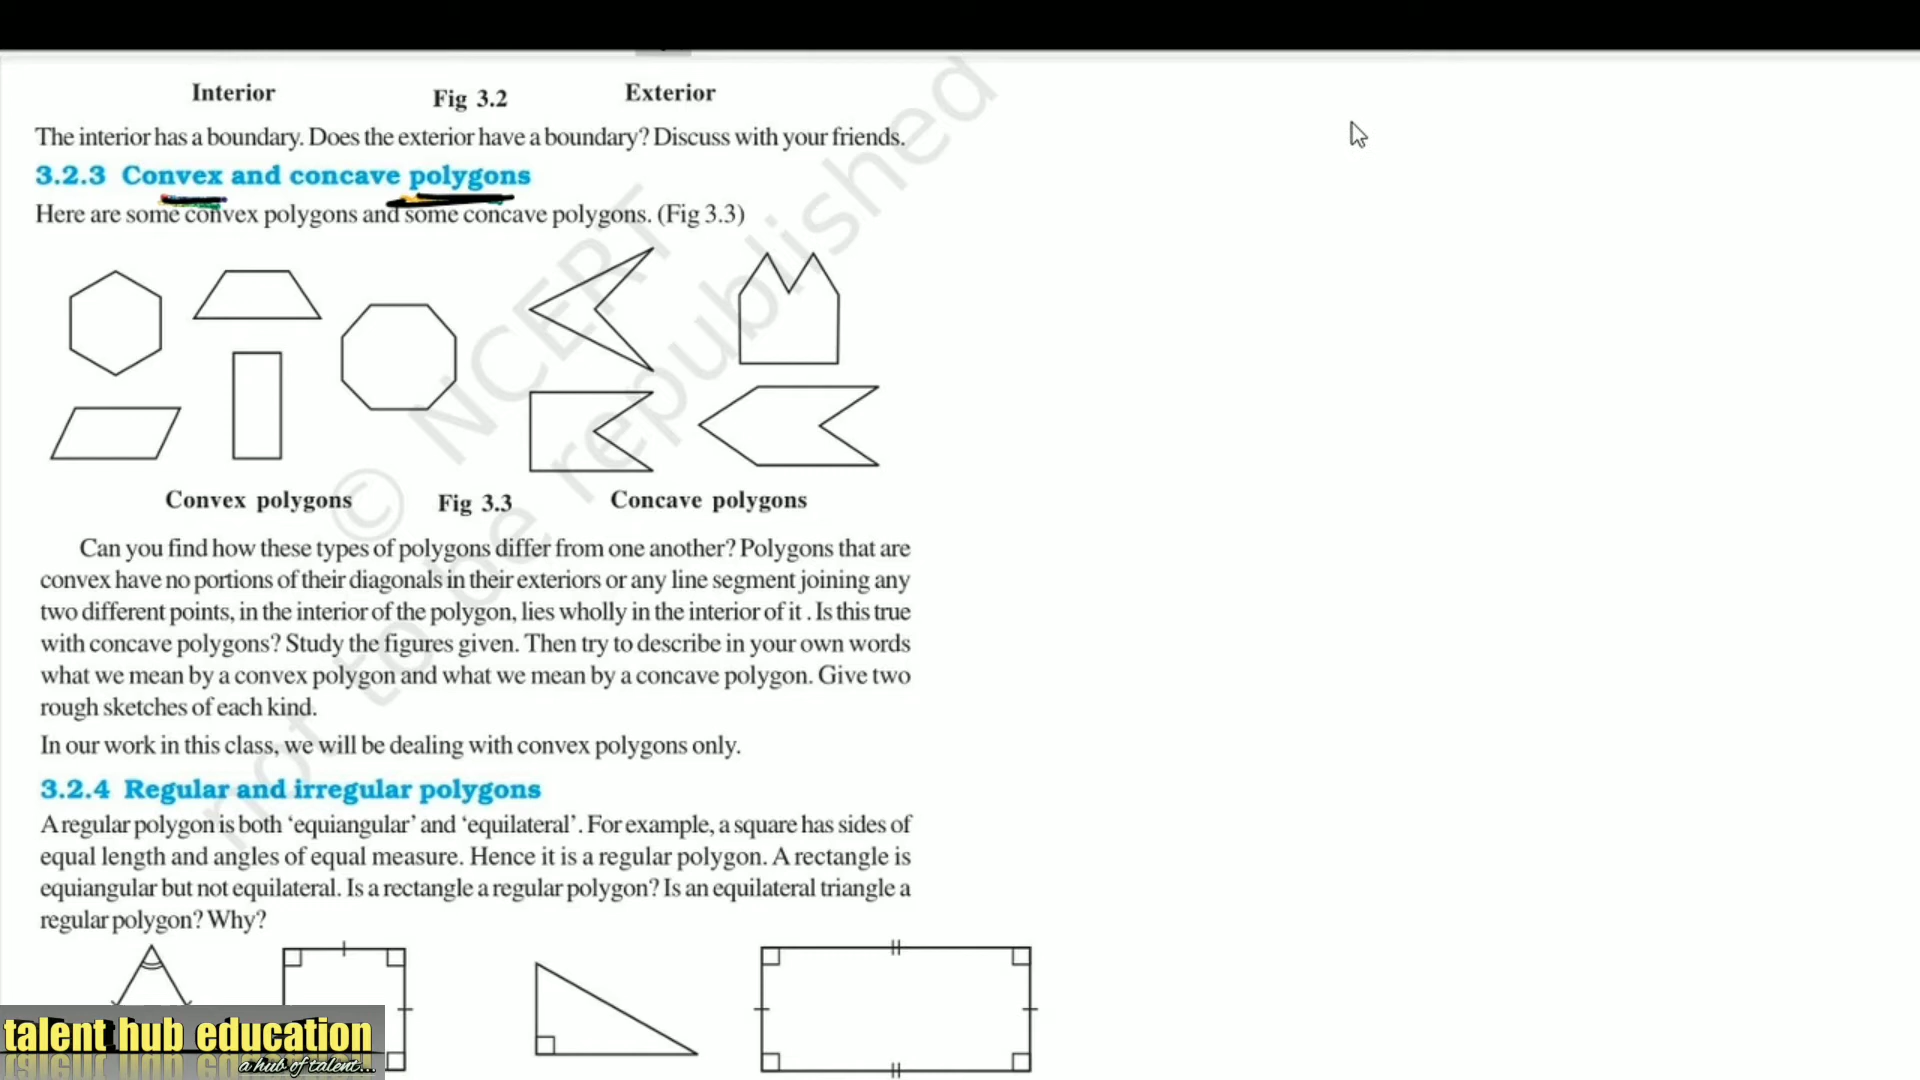 Interior Fig 3.2 Exterior
The interior has a boundary. Does the exterior have a boundary? Discuss with your friends.
3.2.3 Convex and concave polygons
Here are some convex polygons and some concave polygons. (Fig 3.3)
Convex polygons Fig 3.3 Concave polygons
Can you find how these types of polygons differ from one another? Polygons that are
convex have no portions of their diagonals in their exteriors or any line segment joining any
two different points, in the interior of the polygon, lies wholly in the interior of it . Is this true
with concave polygons? Study the figures given. Then try to describe in your own words
what we mean by a convex polygon and what we mean by a concave polygon. Give two
rough sketches of each kind.
In our work in this class, we will be dealing with convex polygons only.
3.2.4 Regular and irregular polygons
A regular polygon is both ‘equiangular’ and ‘equilateral’. For example, a square has sides of
equal length and angles of equal measure. Hence it is a regular polygon. A rectangle is
equiangular but not equilateral. Is a rectangle a regular polygon? Is an equilateral triangle a
regular polygon? Why?
© NCERT
not to be republished
talent hub education
a hub of talent...